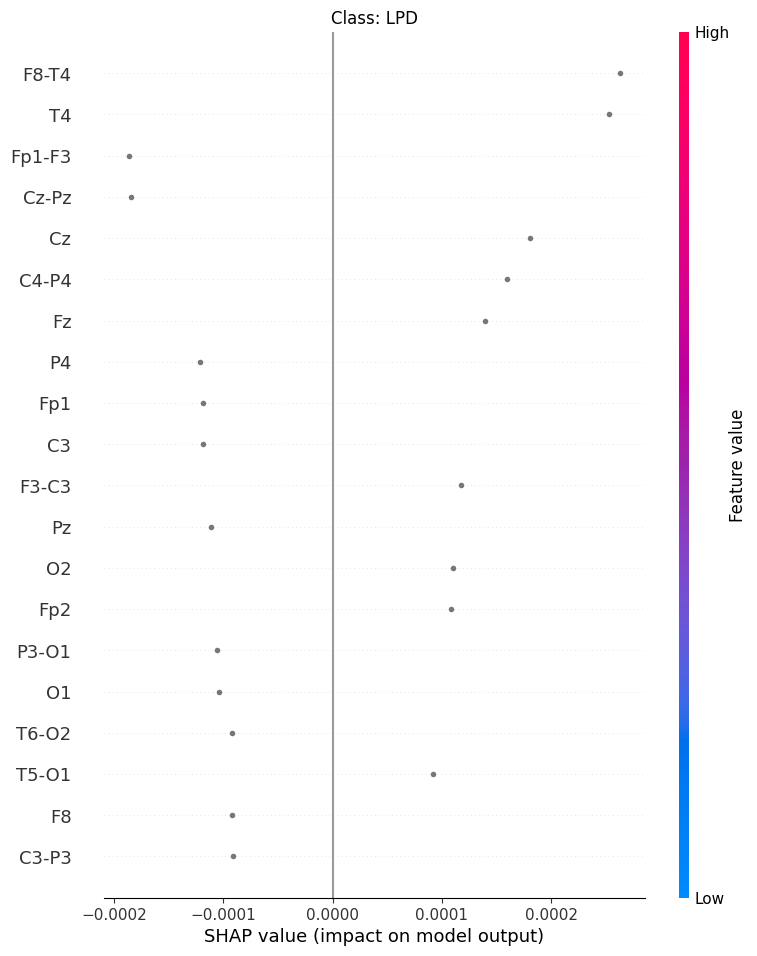 Class: LPD
High
F8-T4
T4
Fp1-F3
Cz-Pz
Cz
C4-P4
Fz
P4
Fp1
C3
F3-C3
Pz
O2
Fp2
P3-O1
O1
T6-O2
T5-O1
F8
C3-P3
Feature value
Low
−0.0002 −0.0001 0.0000 0.0001 0.0002
SHAP value (impact on model output)